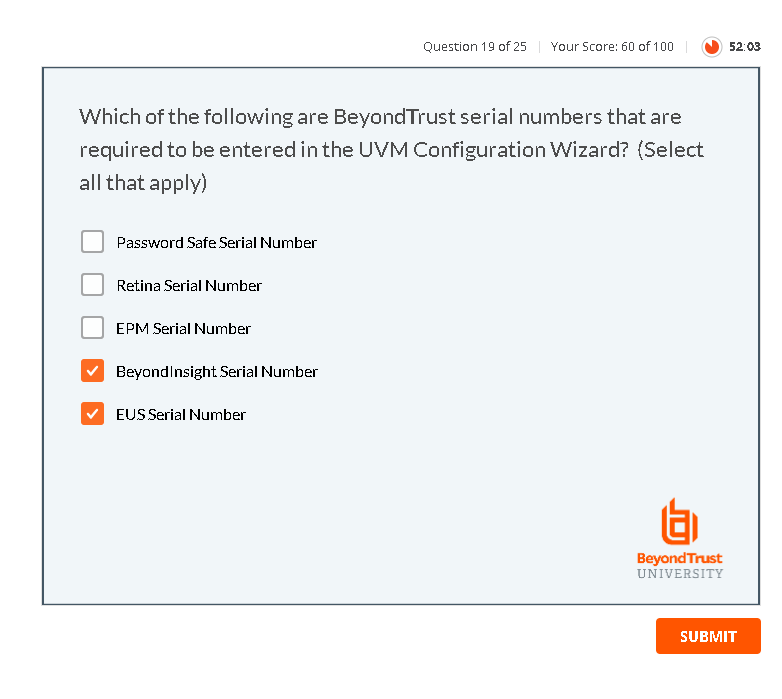 Question 19 of 25 | Your Score: 60 of 100 | 52:03
Which of the following are BeyondTrust serial numbers that are
required to be entered in the UVM Configuration Wizard? (Select
all that apply)
Password Safe Serial Number
Retina Serial Number
EPM Serial Number
BeyondInsight Serial Number
EUS Serial Number
BeyondTrust
UNIVERSITY
SUBMIT